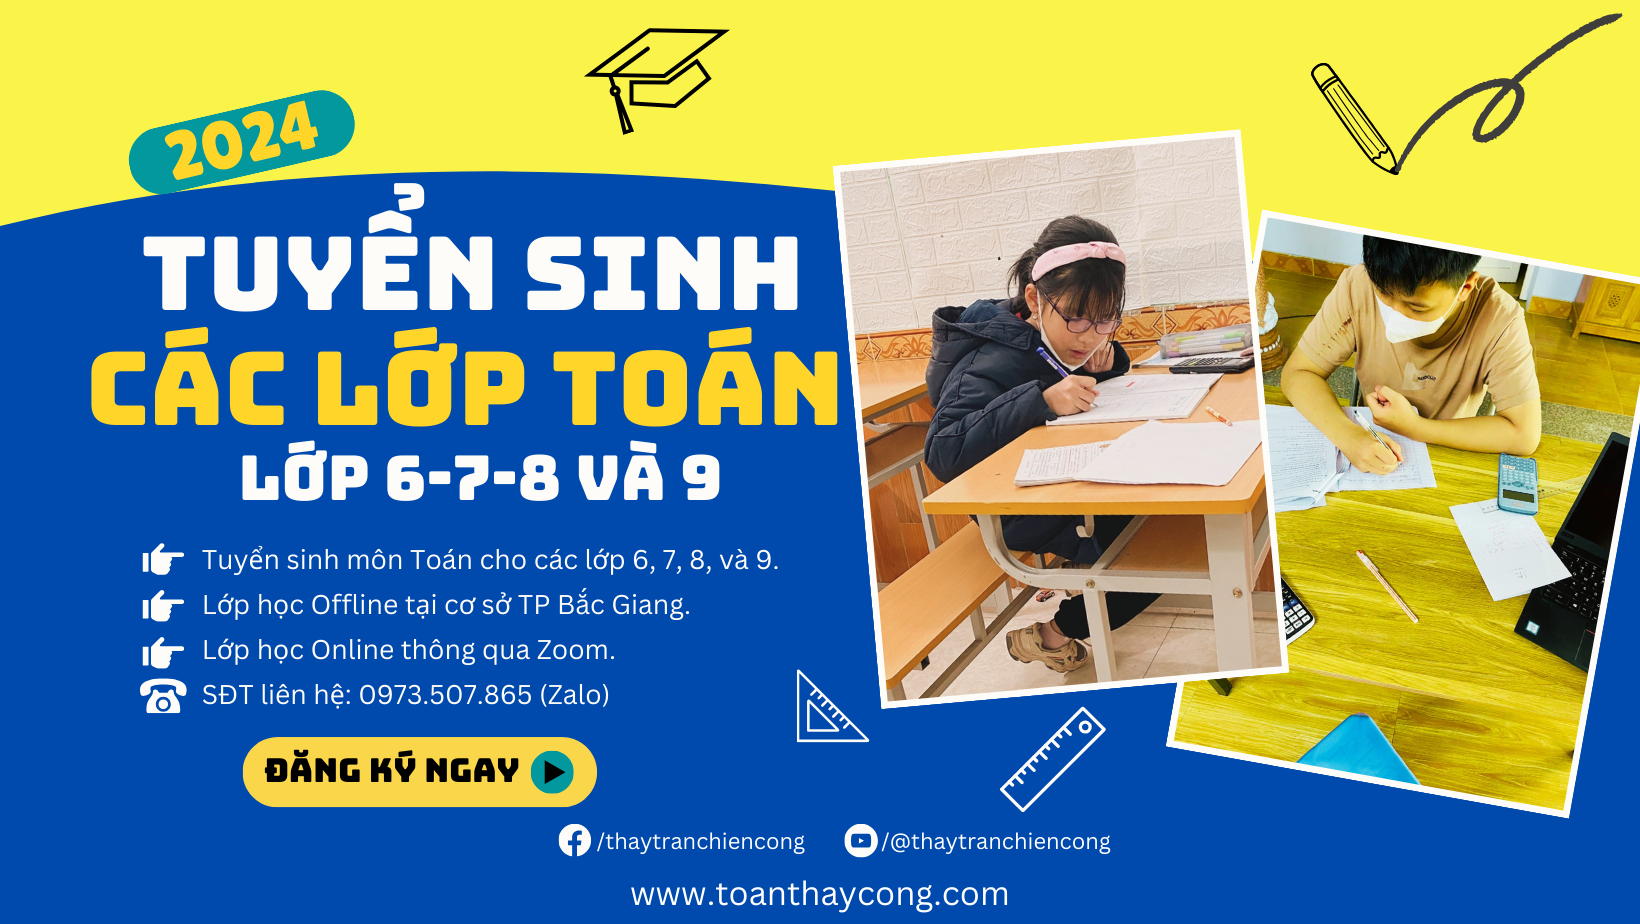 2024
TUYỂN SINH
CÁC LỚP TOÁN
LỚP 6-7-8 VÀ 9
Tuyển sinh môn Toán cho các lớp 6, 7, 8, và 9.
Lớp học Offline tại cơ sở TP Bắc Giang.
Lớp học Online thông qua Zoom.
SĐT liên hệ: 0973.507.865 (Zalo)
ĐĂNG KÝ NGAY
/thaytranchiencong
/@thaytranchiencong
www.toanthaycong.com